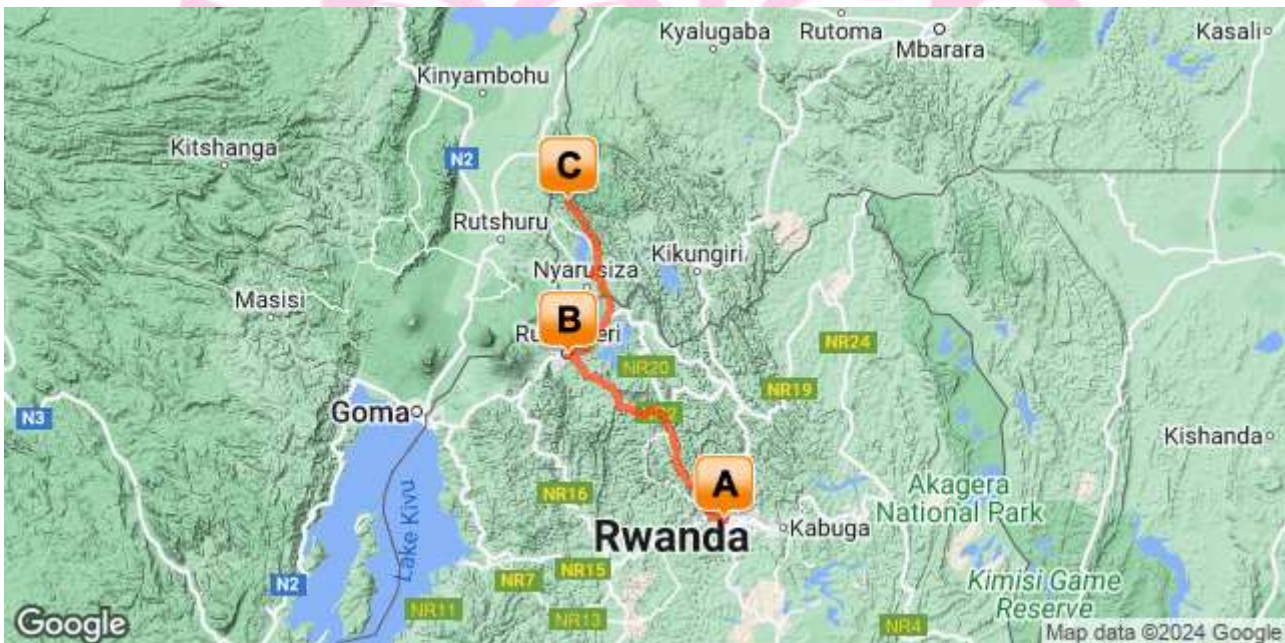 Kyalugaba
Rutoma
Mbarara
Kasali
Kinyambohu
Kitshanga
N2
C
Rutshuru
Kikungiri
Nyarusiza
Masisi
B
NR24
NR20
NR19
Goma
N3
Kishanda
A
NR16
Akagera
National Park
Rwanda
Kabuga
Lake Kivu
N2
NR7
NR15
Kimisi Game
Reserve
NR11
NR13
NR4
Google
Map data ©2024 Google